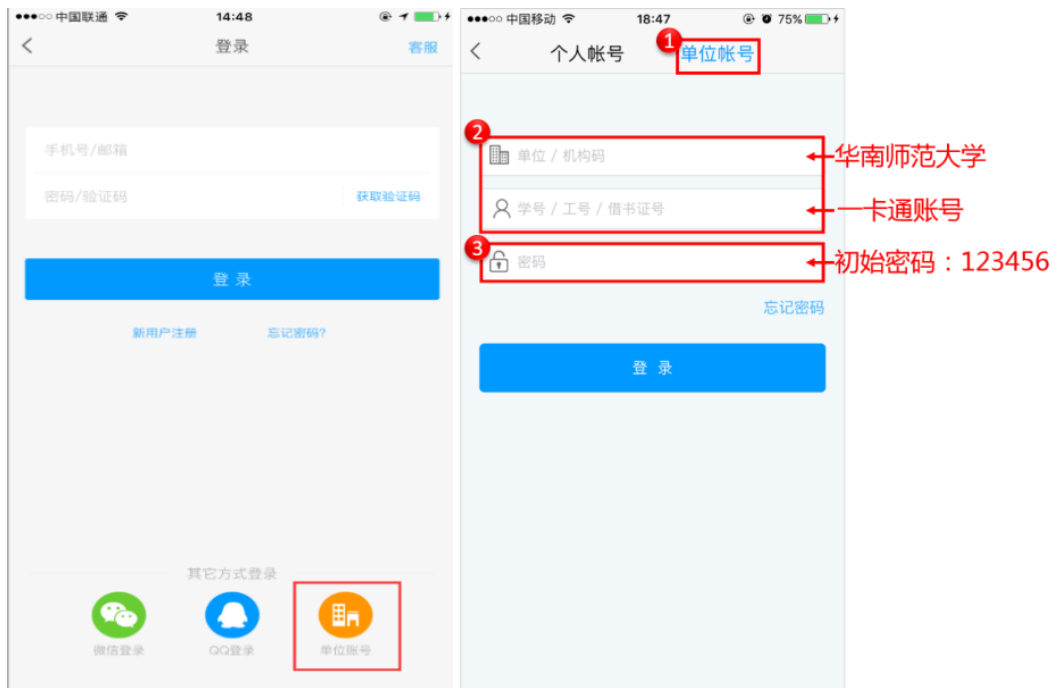 中国联通 14:48
登录 客服
手机号/邮箱
密码/验证码 获取验证码
登 录
新用户注册 忘记密码?
其它方式登录
微信登录 QQ登录 单位账号
中国移动 18:47 75%
个人帐号 1 单位帐号
2
单位 / 机构码 华南师范大学
学号 / 工号 / 借书证号 一卡通账号
3
密码 初始密码：123456
忘记密码
登 录